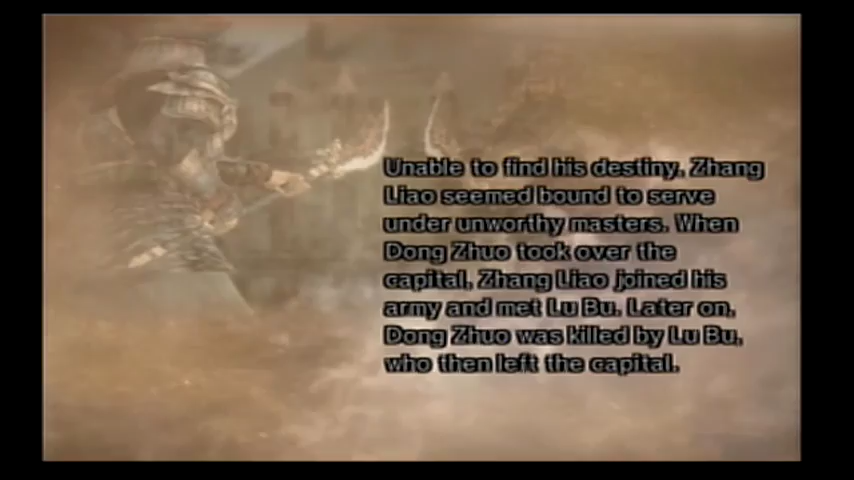 Unable to find his destiny, Zhang
Liao seemed bound to serve
under unworthy masters. When
Dong Zhuo took over the
capital, Zhang Liao joined his
army and met Lu Bu. Later on,
Dong Zhuo was killed by Lu Bu,
who then left the capital.